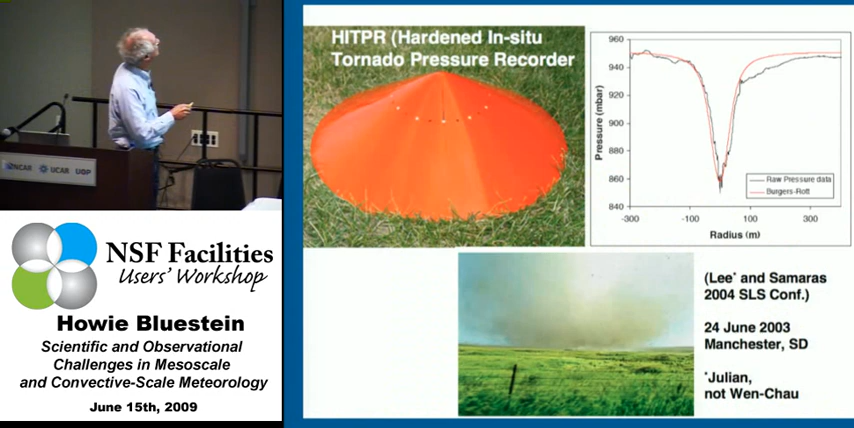 NCAR UCAR UOP
NSF Facilities
Users' Workshop
Howie Bluestein
Scientific and Observational
Challenges in Mesoscale
and Convective-Scale Meteorology
June 15th, 2009
HITPR (Hardened In-situ
Tornado Pressure Recorder
Pressure (mbar)
960
940
920
900
880
860
840
-300
-100
100
300
Radius (m)
Raw Pressure data
Burgers-Rott
(Lee* and Samaras
2004 SLS Conf.)
24 June 2003
Manchester, SD
*Julian,
not Wen-Chau